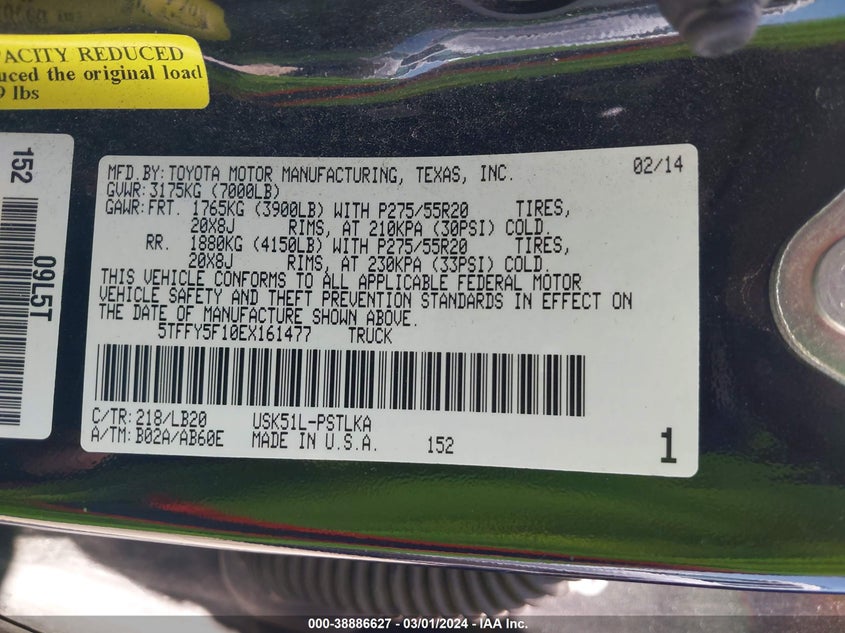 ACITY REDUCED
uced the original load
9 lbs
152
09L5T
MFD.BY:TOYOTA MOTOR MANUFACTURING, TEXAS, INC. 02/14
GVWR:3175KG (7000LB)
GAWR:FRT. 1765KG (3900LB) WITH P275/55R20 TIRES,
20X8J RIMS, AT 210KPA (30PSI) COLD.
RR. 1880KG (4150LB) WITH P275/55R20 TIRES,
20X8J RIMS, AT 230KPA (33PSI) COLD.
THIS VEHICLE CONFORMS TO ALL APPLICABLE FEDERAL MOTOR
VEHICLE SAFETY AND THEFT PREVENTION STANDARDS IN EFFECT ON
THE DATE OF MANUFACTURE SHOWN ABOVE.
5TFFY5F10EX161477 TRUCK
C/TR:218/LB20 USK51L-PSTLKA
A/TM:B02A/AB60E MADE IN U.S.A. 152 1
000-38886627 - 03/01/2024 - IAA Inc.